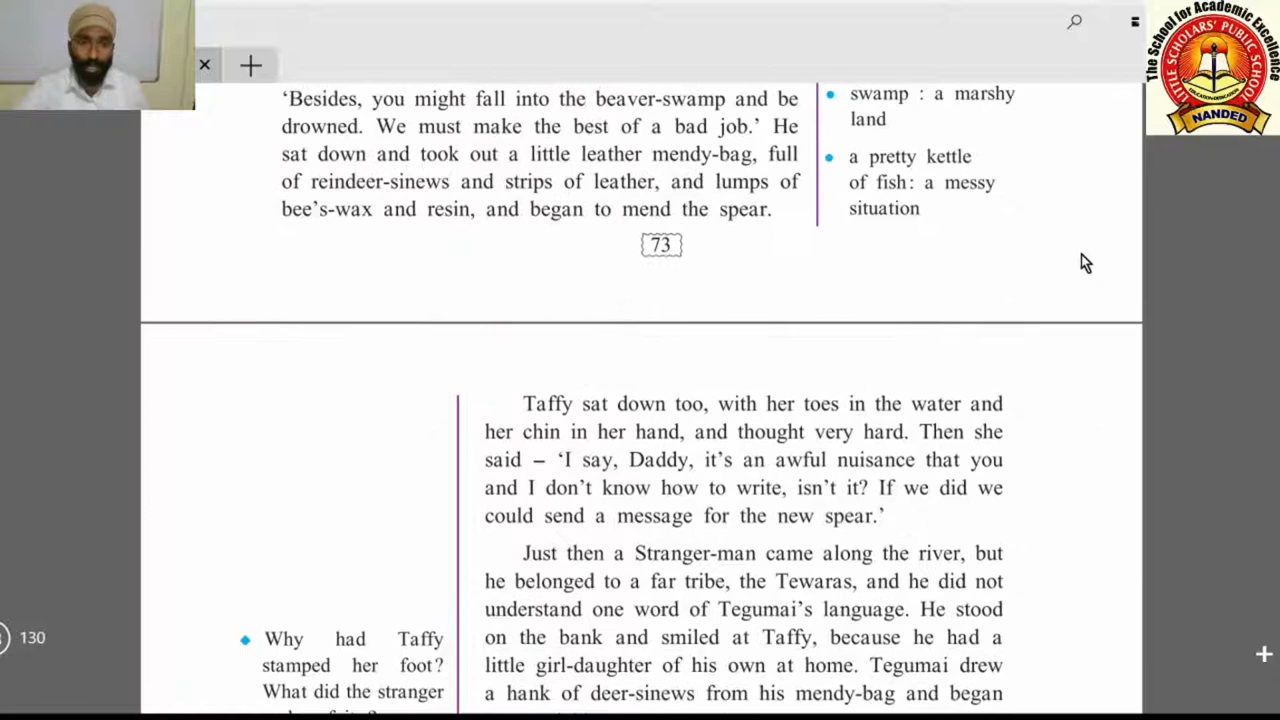 The School for Academic Excellence
LITTLE SCHOLARS' PUBLIC SCHOOL
EDUCATION-DEDICATION
NANDED
'Besides, you might fall into the beaver-swamp and be
drowned. We must make the best of a bad job.' He
sat down and took out a little leather mendy-bag, full
of reindeer-sinews and strips of leather, and lumps of
bee's-wax and resin, and began to mend the spear.
swamp : a marshy
land
a pretty kettle
of fish: a messy
situation
73
Taffy sat down too, with her toes in the water and
her chin in her hand, and thought very hard. Then she
said – 'I say, Daddy, it's an awful nuisance that you
and I don't know how to write, isn't it? If we did we
could send a message for the new spear.'
Just then a Stranger-man came along the river, but
he belonged to a far tribe, the Tewaras, and he did not
understand one word of Tegumai's language. He stood
on the bank and smiled at Taffy, because he had a
little girl-daughter of his own at home. Tegumai drew
a hank of deer-sinews from his mendy-bag and began
130
Why had Taffy
stamped her foot?
What did the stranger